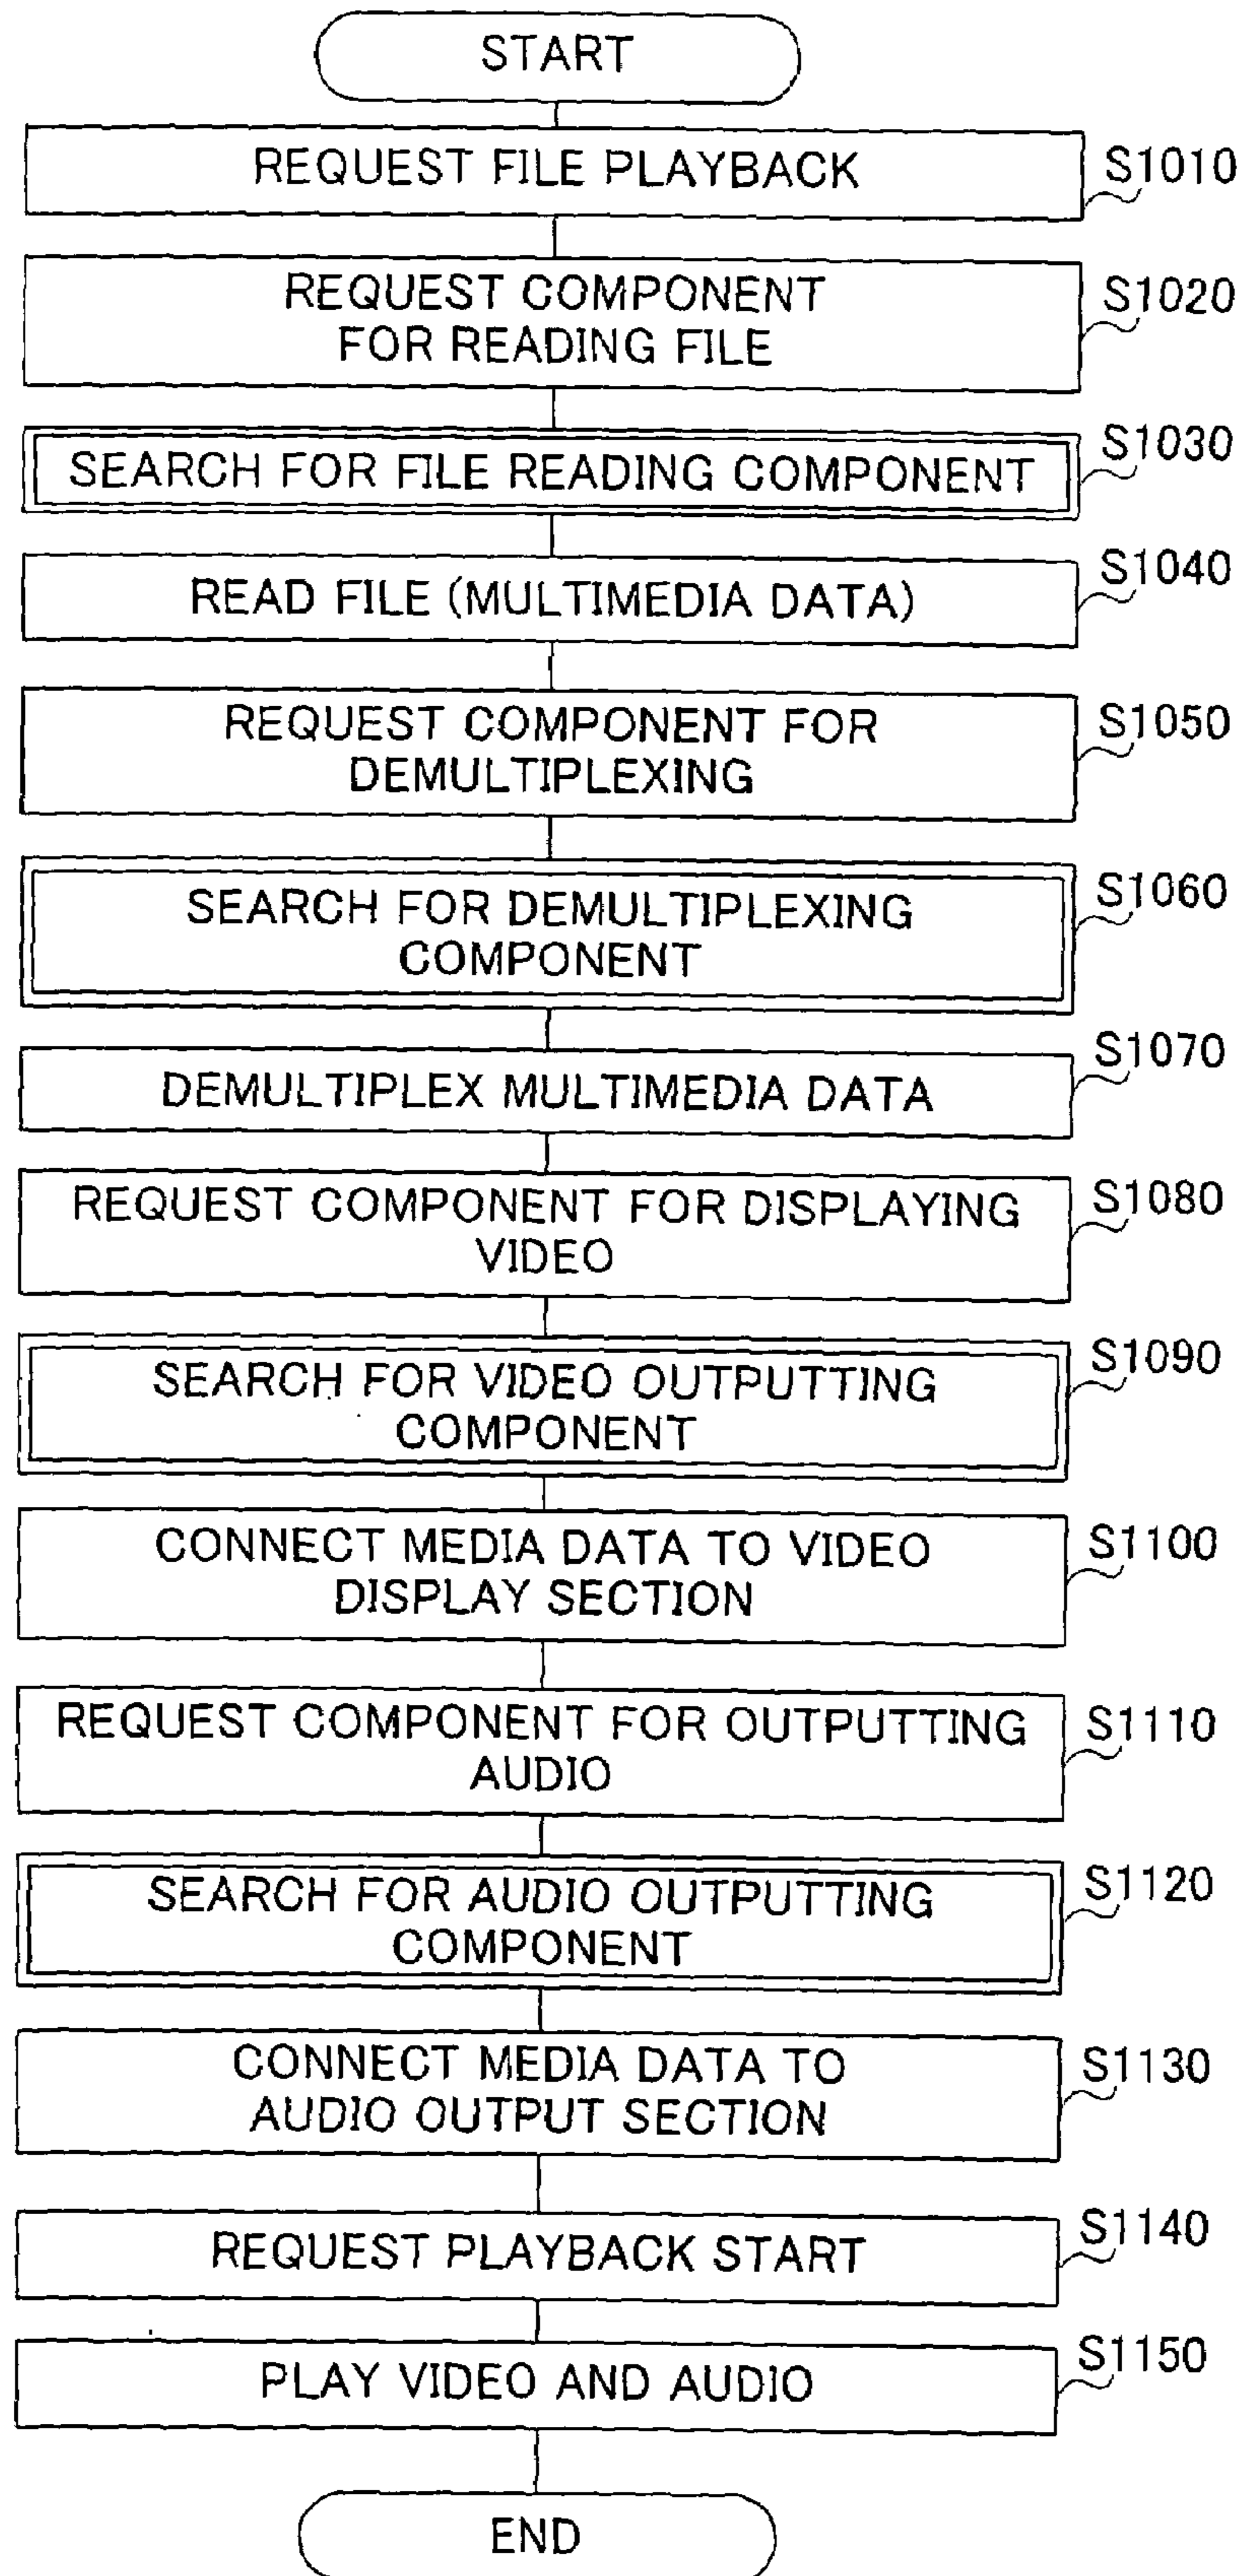 START
REQUEST FILE PLAYBACK
S1010
REQUEST COMPONENT
FOR READING FILE
S1020
SEARCH FOR FILE READING COMPONENT
S1030
READ FILE (MULTIMEDIA DATA)
S1040
REQUEST COMPONENT FOR
DEMULTIPLEXING
S1050
SEARCH FOR DEMULTIPLEXING
COMPONENT
S1060
DEMULTIPLEX MULTIMEDIA DATA
S1070
REQUEST COMPONENT FOR DISPLAYING
VIDEO
S1080
SEARCH FOR VIDEO OUTPUTTING
COMPONENT
S1090
CONNECT MEDIA DATA TO VIDEO
DISPLAY SECTION
S1100
REQUEST COMPONENT FOR OUTPUTTING
AUDIO
S1110
SEARCH FOR AUDIO OUTPUTTING
COMPONENT
S1120
CONNECT MEDIA DATA TO
AUDIO OUTPUT SECTION
S1130
REQUEST PLAYBACK START
S1140
PLAY VIDEO AND AUDIO
S1150
END